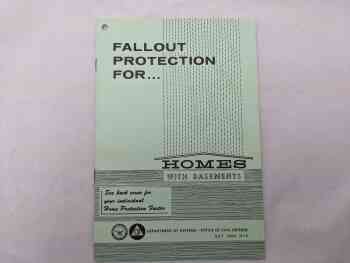 FALLOUT
PROTECTION
FOR...
HOMES
WITH BASEMENTS
See back cover for
your individual
Home Protection Factor
DEPARTMENT OF DEFENSE · OFFICE OF CIVIL DEFENSE